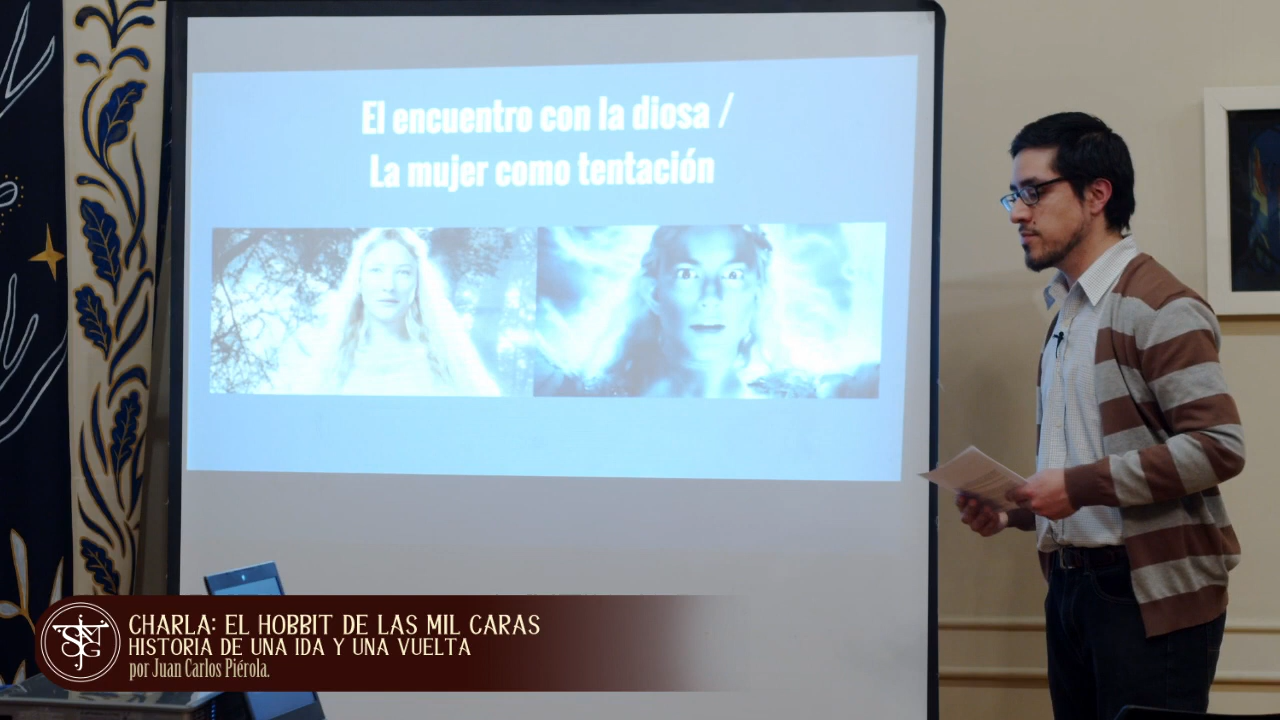 El encuentro con la diosa /
La mujer como tentación
CHARLA: EL HOBBIT DE LAS MIL CARAS
HISTORIA DE UNA IDA Y UNA VUELTA
por Juan Carlos Piérola.